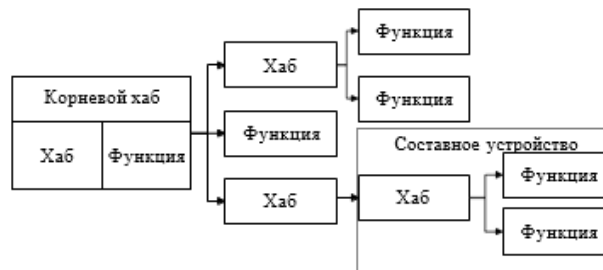 Корневой хаб
Хаб
Функция
Хаб
Функция
Хаб
Функция
Функция
Составное устройство
Хаб
Функция
Функция